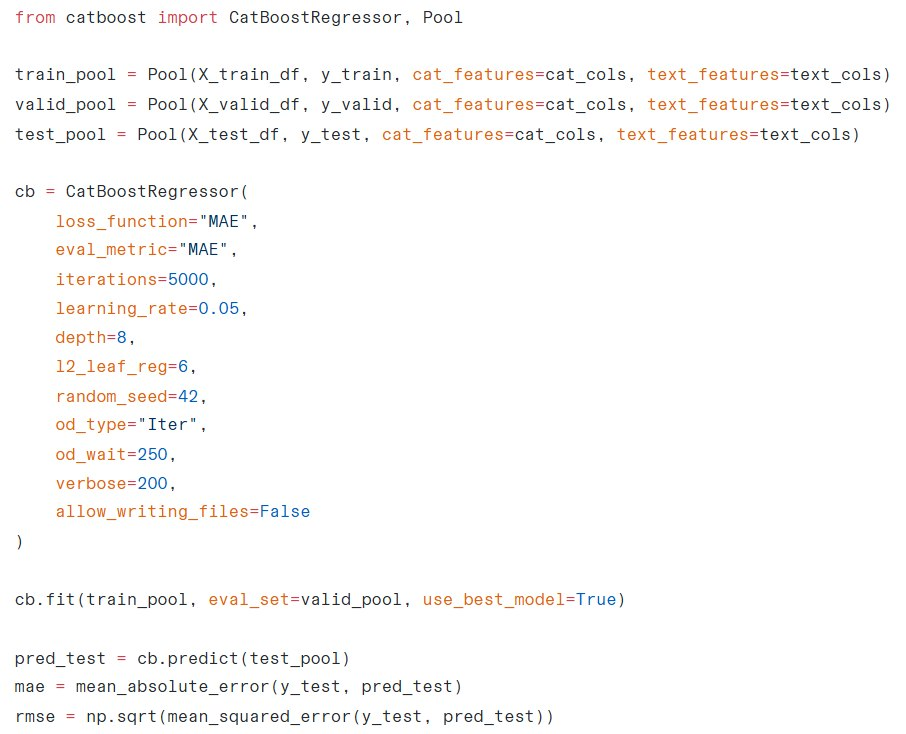 from catboost import CatBoostRegressor, Pool

train_pool = Pool(X_train_df, y_train, cat_features=cat_cols, text_features=text_cols)
valid_pool = Pool(X_valid_df, y_valid, cat_features=cat_cols, text_features=text_cols)
test_pool = Pool(X_test_df, y_test, cat_features=cat_cols, text_features=text_cols)

cb = CatBoostRegressor(
    loss_function="MAE",
    eval_metric="MAE",
    iterations=5000,
    learning_rate=0.05,
    depth=8,
    l2_leaf_reg=6,
    random_seed=42,
    od_type="Iter",
    od_wait=250,
    verbose=200,
    allow_writing_files=False
)

cb.fit(train_pool, eval_set=valid_pool, use_best_model=True)

pred_test = cb.predict(test_pool)
mae = mean_absolute_error(y_test, pred_test)
rmse = np.sqrt(mean_squared_error(y_test, pred_test))